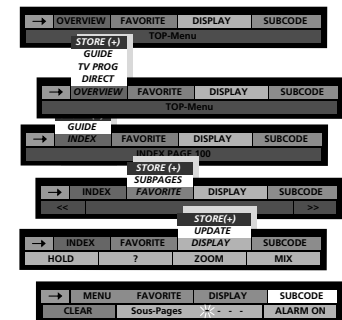 → OVERVIEW FAVORITE DISPLAY SUBCODE
TOP-Menu
STORE (+)
GUIDE
TV PROG
DIRECT
→ OVERVIEW FAVORITE DISPLAY SUBCODE
TOP-Menu
GUIDE
→ INDEX FAVORITE DISPLAY SUBCODE
INDEX PAGE 100
STORE (+)
SUBPAGES
→ INDEX FAVORITE DISPLAY SUBCODE
<< >>
STORE(+)
UPDATE
→ INDEX FAVORITE DISPLAY SUBCODE
HOLD ? ZOOM MIX
→ MENU FAVORITE DISPLAY SUBCODE
CLEAR Sous-Pages - - - ALARM ON